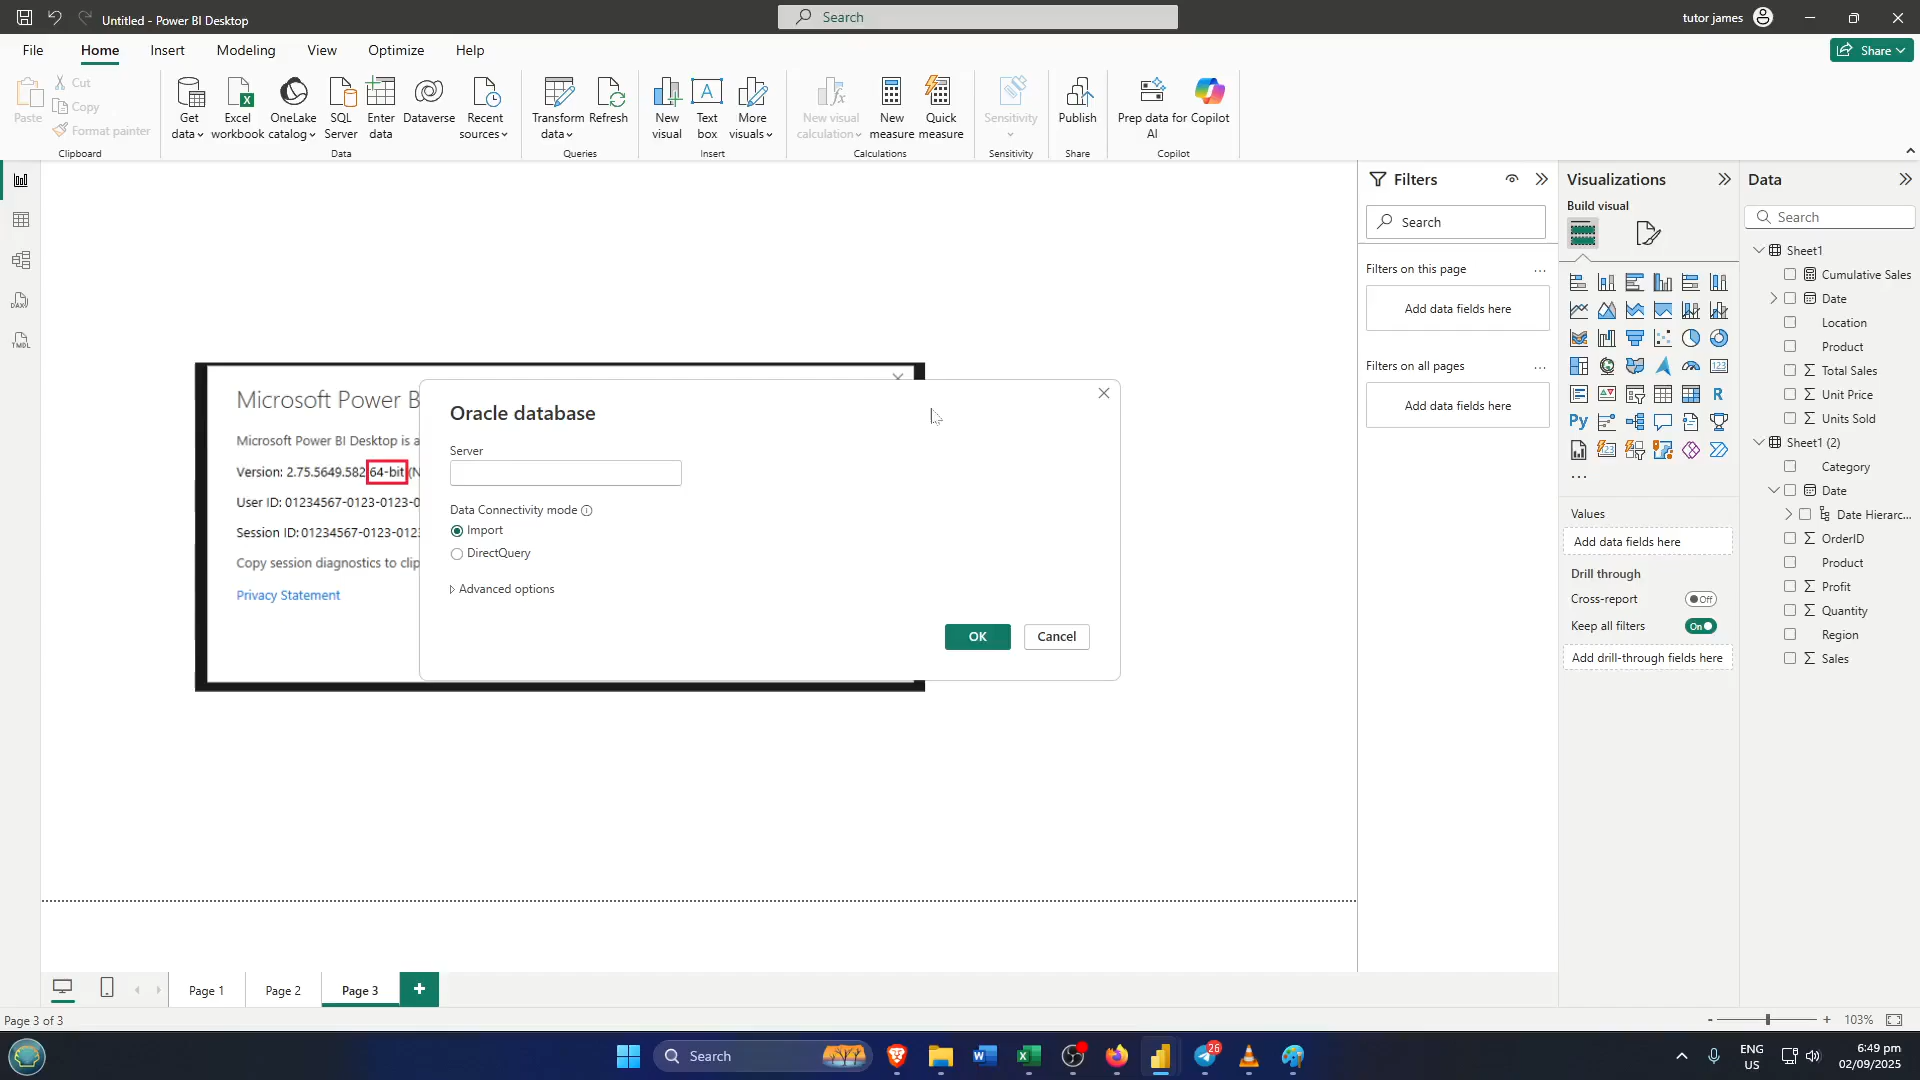 Untitled - Power BI Desktop
Search
tutor james
File
Home
Insert
Modeling
View
Optimize
Help
Share
Paste
Cut
Copy
Format painter
Clipboard
Get data
Excel workbook
OneLake catalog
SQL Server
Enter data
Dataverse
Recent sources
Data
Transform data
Refresh
Queries
New visual
Text box
More visuals
Insert
New visual calculation
New measure
Quick measure
Calculations
Sensitivity
Sensitivity
Publish
Share
Prep data for AI
Copilot
Copilot
DAX
TMDL
Microsoft Power B
Microsoft Power BI Desktop is a
Version: 2.75.5649.582 64-bit (N
User ID: 01234567-0123-0123-0
Session ID: 01234567-0123-0123
Copy session diagnostics to clip
Privacy Statement
Oracle database
Server
Data Connectivity mode
Import
DirectQuery
Advanced options
OK
Cancel
Filters
Search
Filters on this page
...
Add data fields here
Filters on all pages
...
Add data fields here
Visualizations
Build visual
123
R
Py
123
...
Values
Add data fields here
Drill through
Cross-report
Off
Keep all filters
On
Add drill-through fields here
Data
Search
Sheet1
Cumulative Sales
Date
Location
Product
Total Sales
Unit Price
Units Sold
Sheet1 (2)
Category
Date
Date Hierarc...
OrderID
Product
Profit
Quantity
Region
Sales
Page 1
Page 2
Page 3
+
Page 3 of 3
- + 103%
Search
26
ENG
US
6:49 pm
02/09/2025